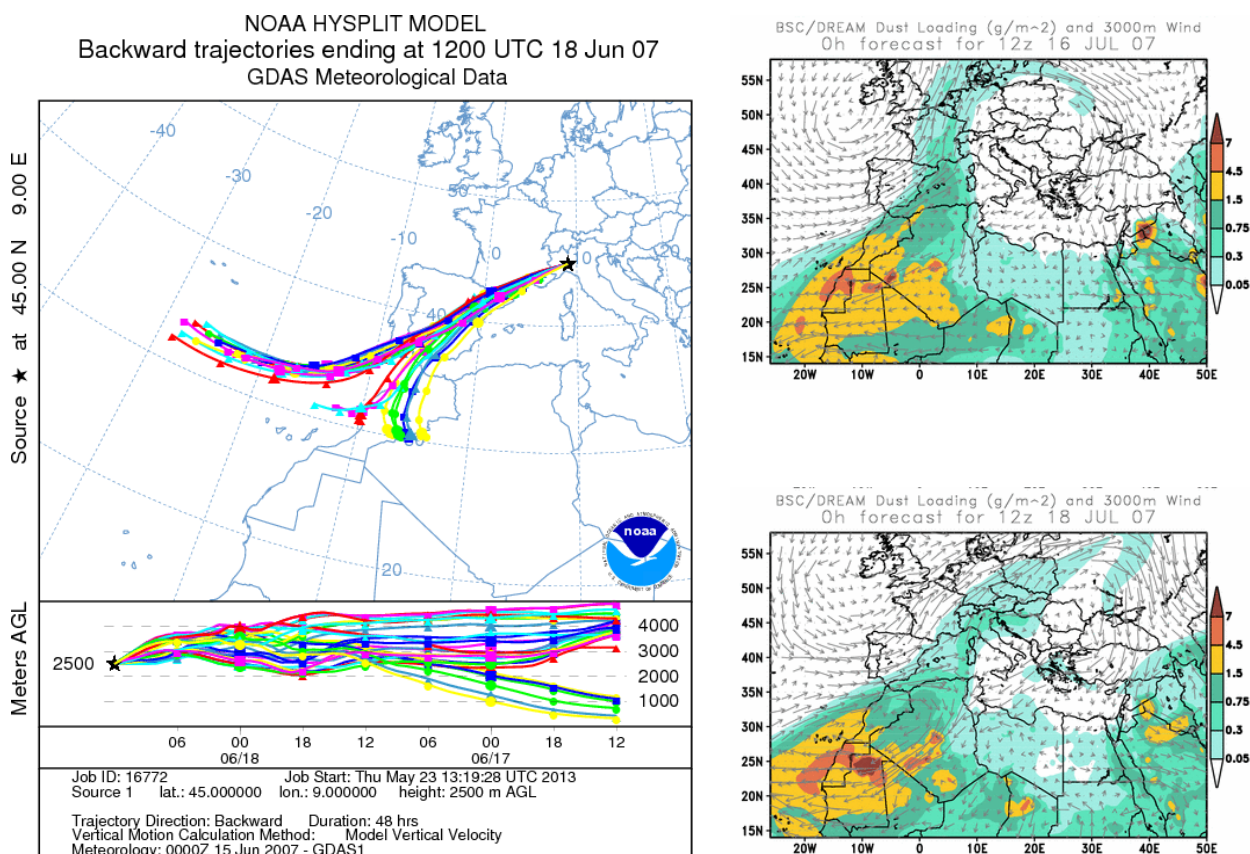 NOAA HYSPLIT MODEL
Backward trajectories ending at 1200 UTC 18 Jun 07
GDAS Meteorological Data
Source ★ at 45.00 N 9.00 E
-40
-30
-20
-10
0
10
20
50
40
30
20
noaa
Meters AGL
2500
4000
3000
2000
1000
06 00 18 12 06 00 18 12
06/18 06/17
Job ID: 16772 Job Start: Thu May 23 13:19:28 UTC 2013
Source 1 lat.: 45.000000 lon.: 9.000000 height: 2500 m AGL
Trajectory Direction: Backward Duration: 48 hrs
Vertical Motion Calculation Method: Model Vertical Velocity
Meteorology: 0000Z 15 Jun 2007 - GDAS1
BSC/DREAM Dust Loading (g/m^2) and 3000m Wind
0h forecast for 12z 16 JUL 07
55N
50N
45N
40N
35N
30N
25N
20N
15N
20W 10W 0 10E 20E 30E 40E 50E
7
4.5
1.5
0.75
0.3
0.05
BSC/DREAM Dust Loading (g/m^2) and 3000m Wind
0h forecast for 12z 18 JUL 07
55N
50N
45N
40N
35N
30N
25N
20N
15N
20W 10W 0 10E 20E 30E 40E 50E
7
4.5
1.5
0.75
0.3
0.05